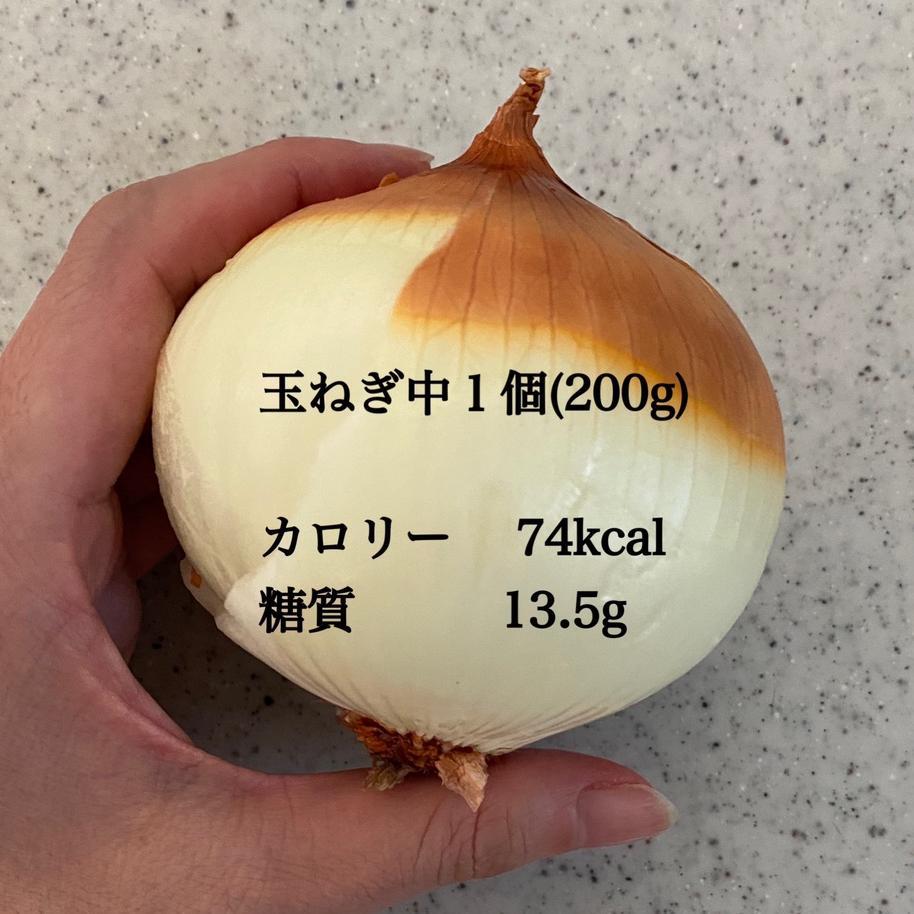 玉ねぎ中1個(200g)
カロリー 74kcal
糖質 13.5g